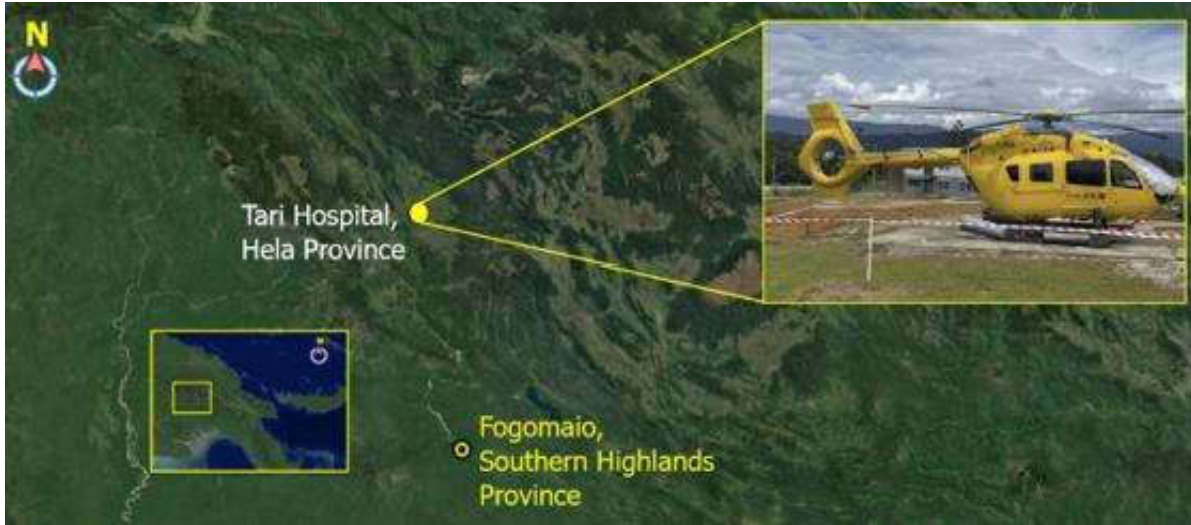 N
Tari Hospital,
Hela Province
Fogomaio,
Southern Highlands
Province